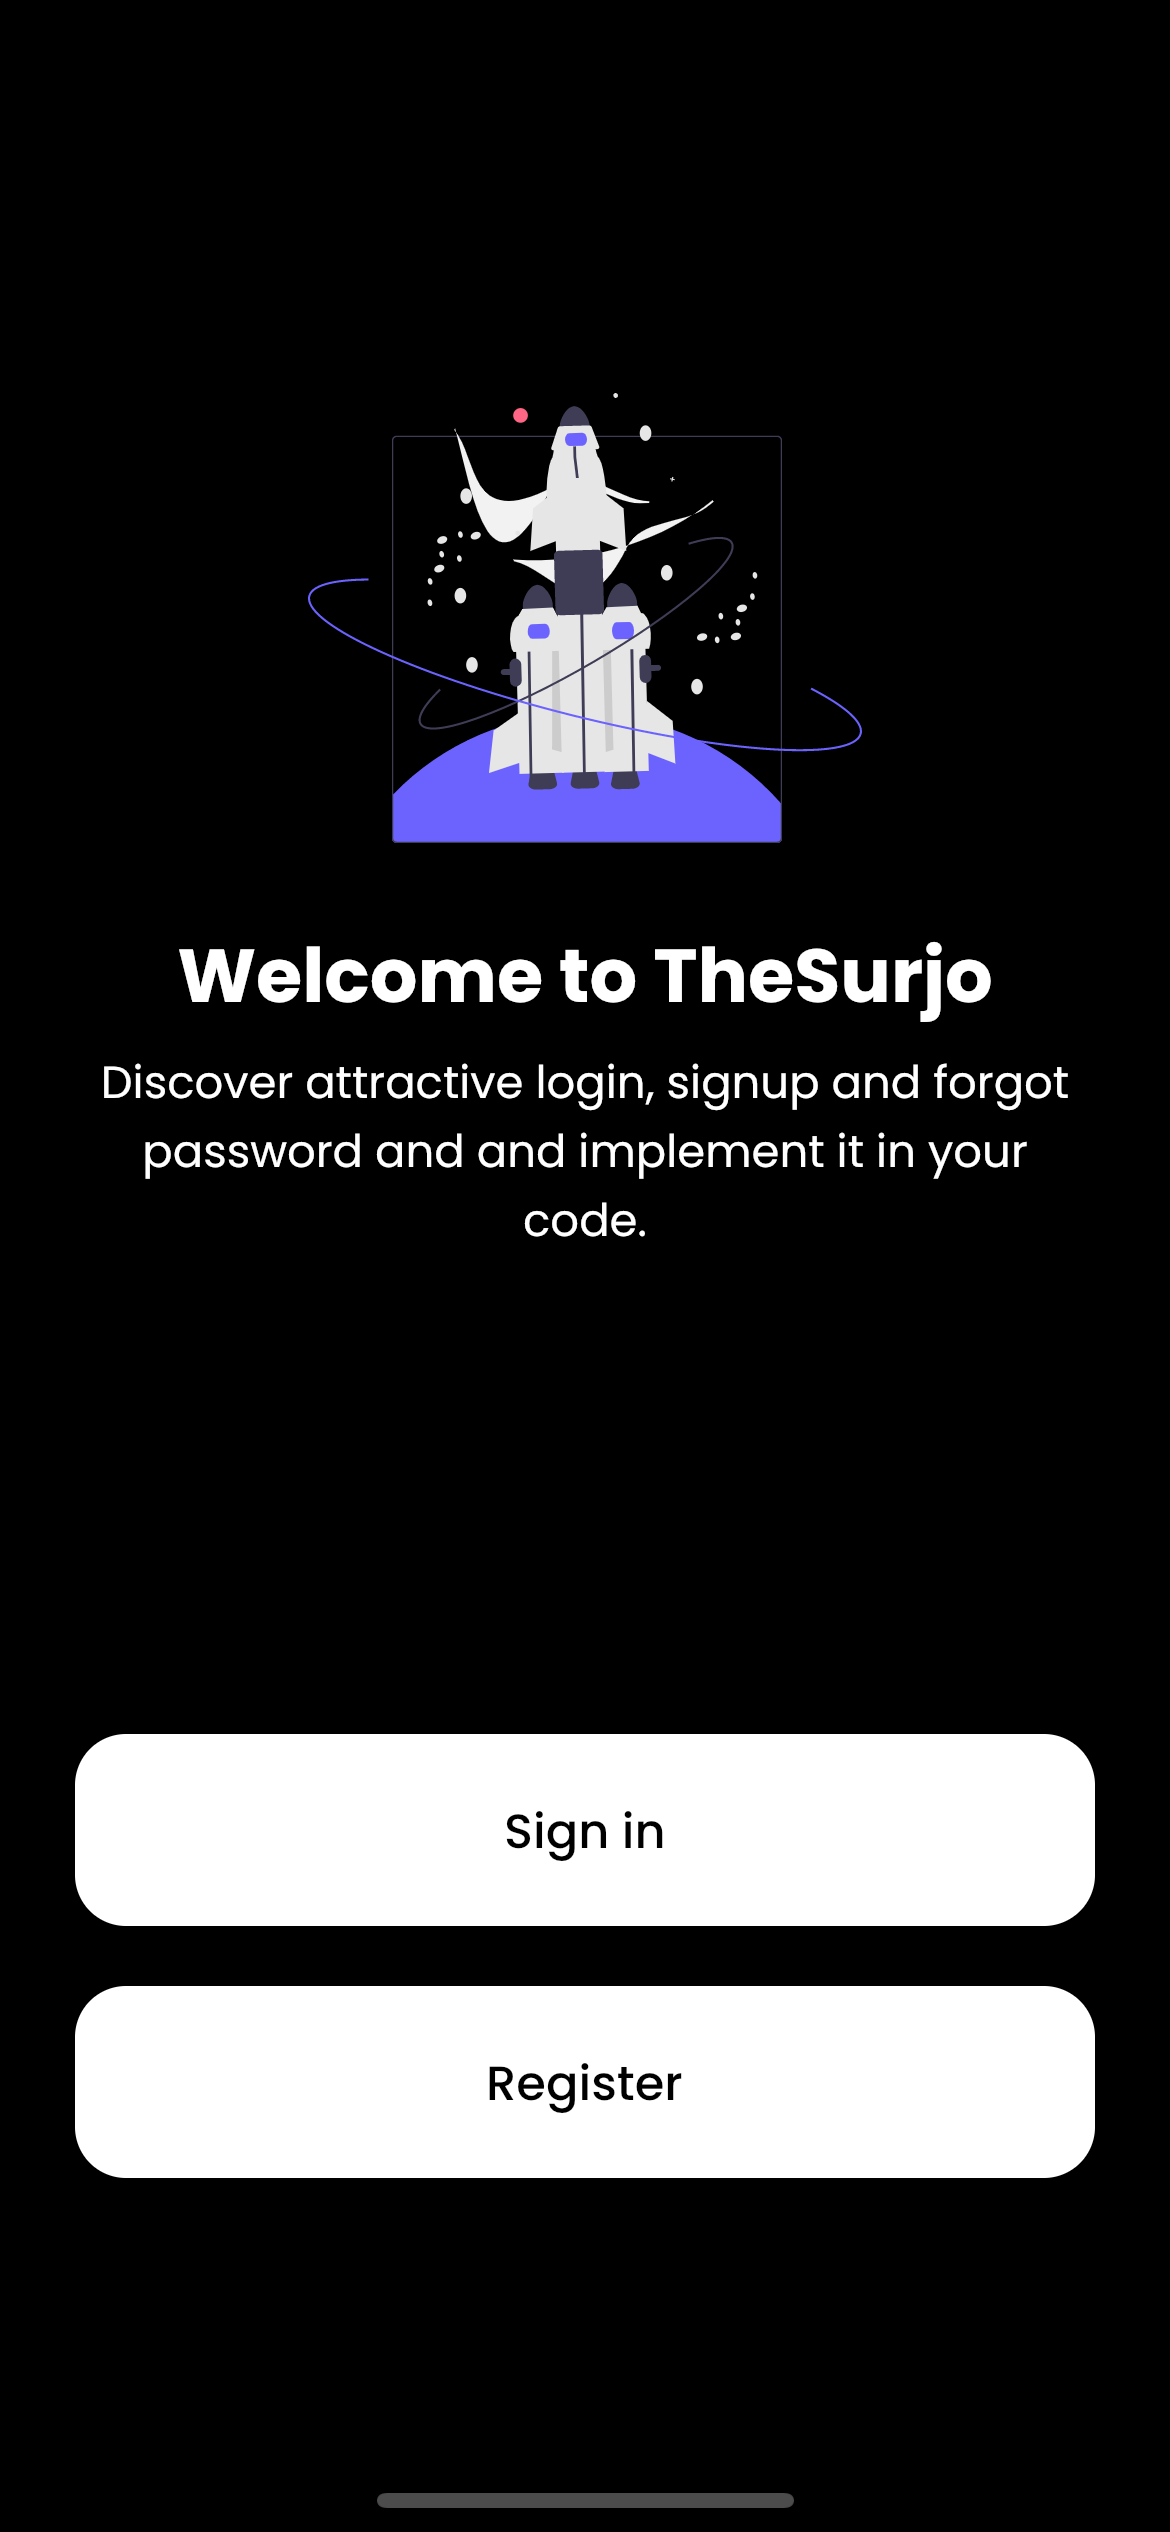 Welcome to TheSurjo
Discover attractive login, signup and forgot
password and and implement it in your
code.
Sign in
Register